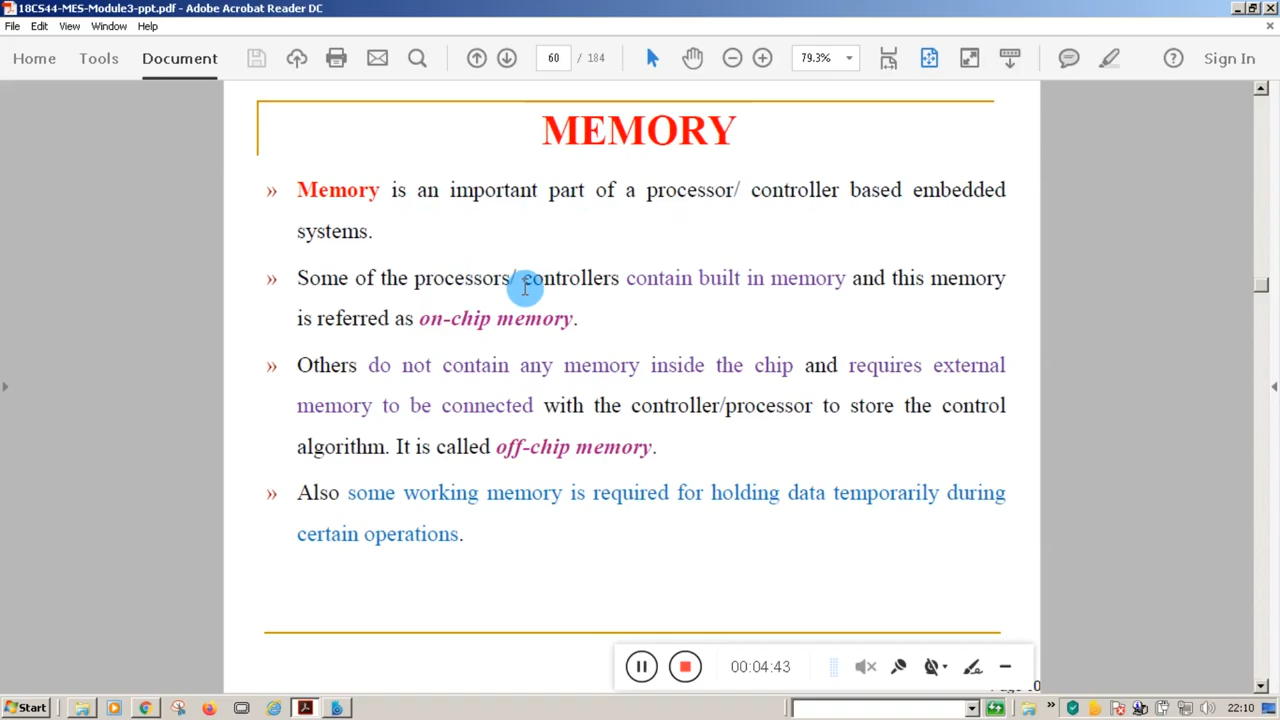 18CS44-MES-Module3-ppt.pdf - Adobe Acrobat Reader DC
File Edit View Window Help
Home Tools Document 60 / 184 79.3% Sign In
MEMORY
» Memory is an important part of a processor/ controller based embedded
systems.
» Some of the processors/ controllers contain built in memory and this memory
is referred as on-chip memory.
» Others do not contain any memory inside the chip and requires external
memory to be connected with the controller/processor to store the control
algorithm. It is called off-chip memory.
» Also some working memory is required for holding data temporarily during
certain operations.
00:04:43
Start 22:10